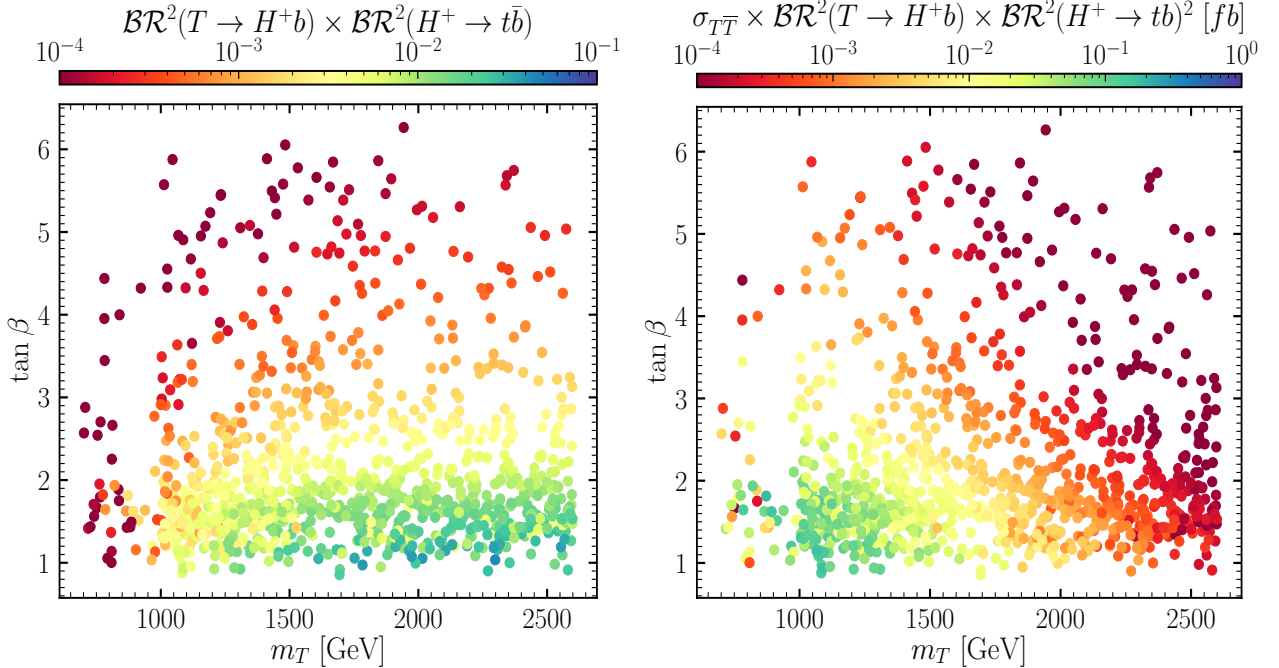 BR²(T → H⁺b) × BR²(H⁺ → tb̄)
10⁻⁴ 10⁻³ 10⁻² 10⁻¹
tan β
6
5
4
3
2
1
1000 1500 2000 2500
m_T [GeV]
σ_{TT̅} × BR²(T → H⁺b) × BR²(H⁺ → tb)² [fb]
10⁻⁴ 10⁻³ 10⁻² 10⁻¹ 10⁰
tan β
6
5
4
3
2
1
1000 1500 2000 2500
m_T [GeV]